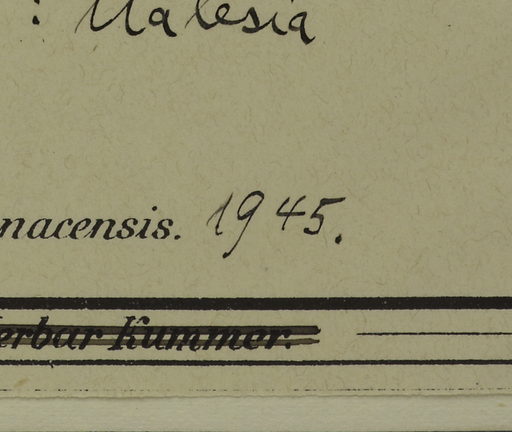 : Malesia
nacensis. 1945.
erbar Kummer.